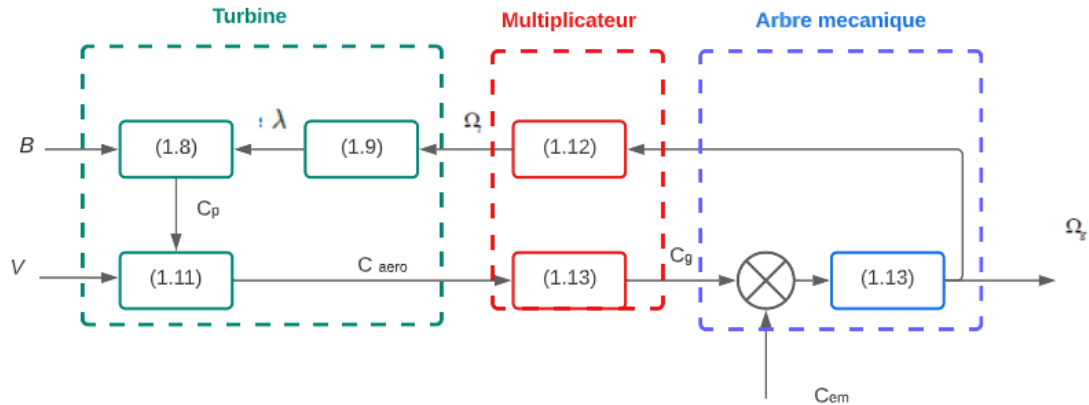 Turbine
Multiplicateur
Arbre mecanique
B
(1.8)
λ
(1.9)
(1.12)
Cp
V
(1.11)
C aero
(1.13)
Cg
(1.13)
Cem